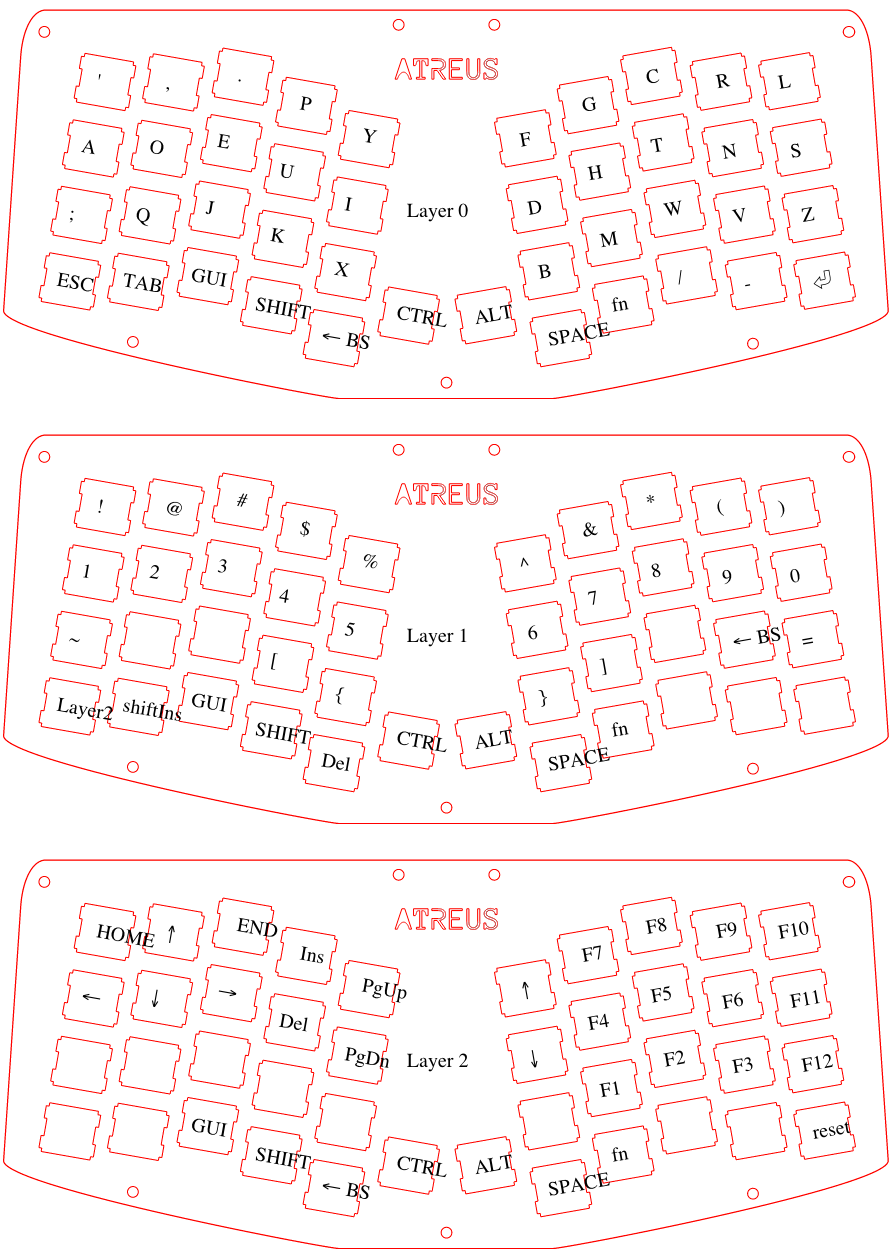 ATREUS
' , . P Y F G C R L
A O E U I D H T N S
; Q J K X B M W V Z
Layer 0
ESC TAB GUI SHIFT ← BS CTRL ALT SPACE fn / - ⏎
ATREUS
! @ # $ % ^ & * ( )
1 2 3 4 5 6 7 8 9 0
~ [ { } ] ← BS =
Layer 1
Layer2 shiftIns GUI SHIFT Del CTRL ALT SPACE fn
ATREUS
HOME ↑ END Ins PgUp ↑ F7 F8 F9 F10
← ↓ → Del PgDn ↓ F4 F5 F6 F11
Layer 2
F1 F2 F3 F12
GUI SHIFT ← BS CTRL ALT SPACE fn reset